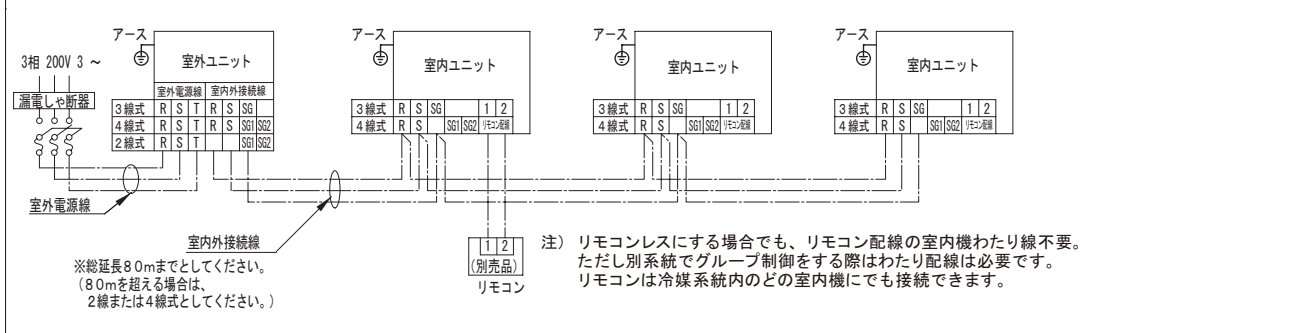 3相 200V 3 ～
漏電しゃ断器
室外電源線
アース
室外ユニット
室外電源線 室内外接続線
3線式 R S T R S SG
4線式 R S T R S SG1 SG2
2線式 R S T SG1 SG2
室内外接続線
※総延長80mまでとしてください。
（80mを超える場合は、
2線または4線式としてください。）
アース
室内ユニット
3線式 R S SG 1 2
4線式 R S SG1 SG2 リモコン配線
1 2
(別売品)
リモコン
アース
室内ユニット
3線式 R S SG 1 2
4線式 R S SG1 SG2 リモコン配線
アース
室内ユニット
3線式 R S SG 1 2
4線式 R S SG1 SG2 リモコン配線
注） リモコンレスにする場合でも、リモコン配線の室内機わたり線不要。
ただし別系統でグループ制御をする際はわたり配線は必要です。
リモコンは冷媒系統内のどの室内機にでも接続できます。